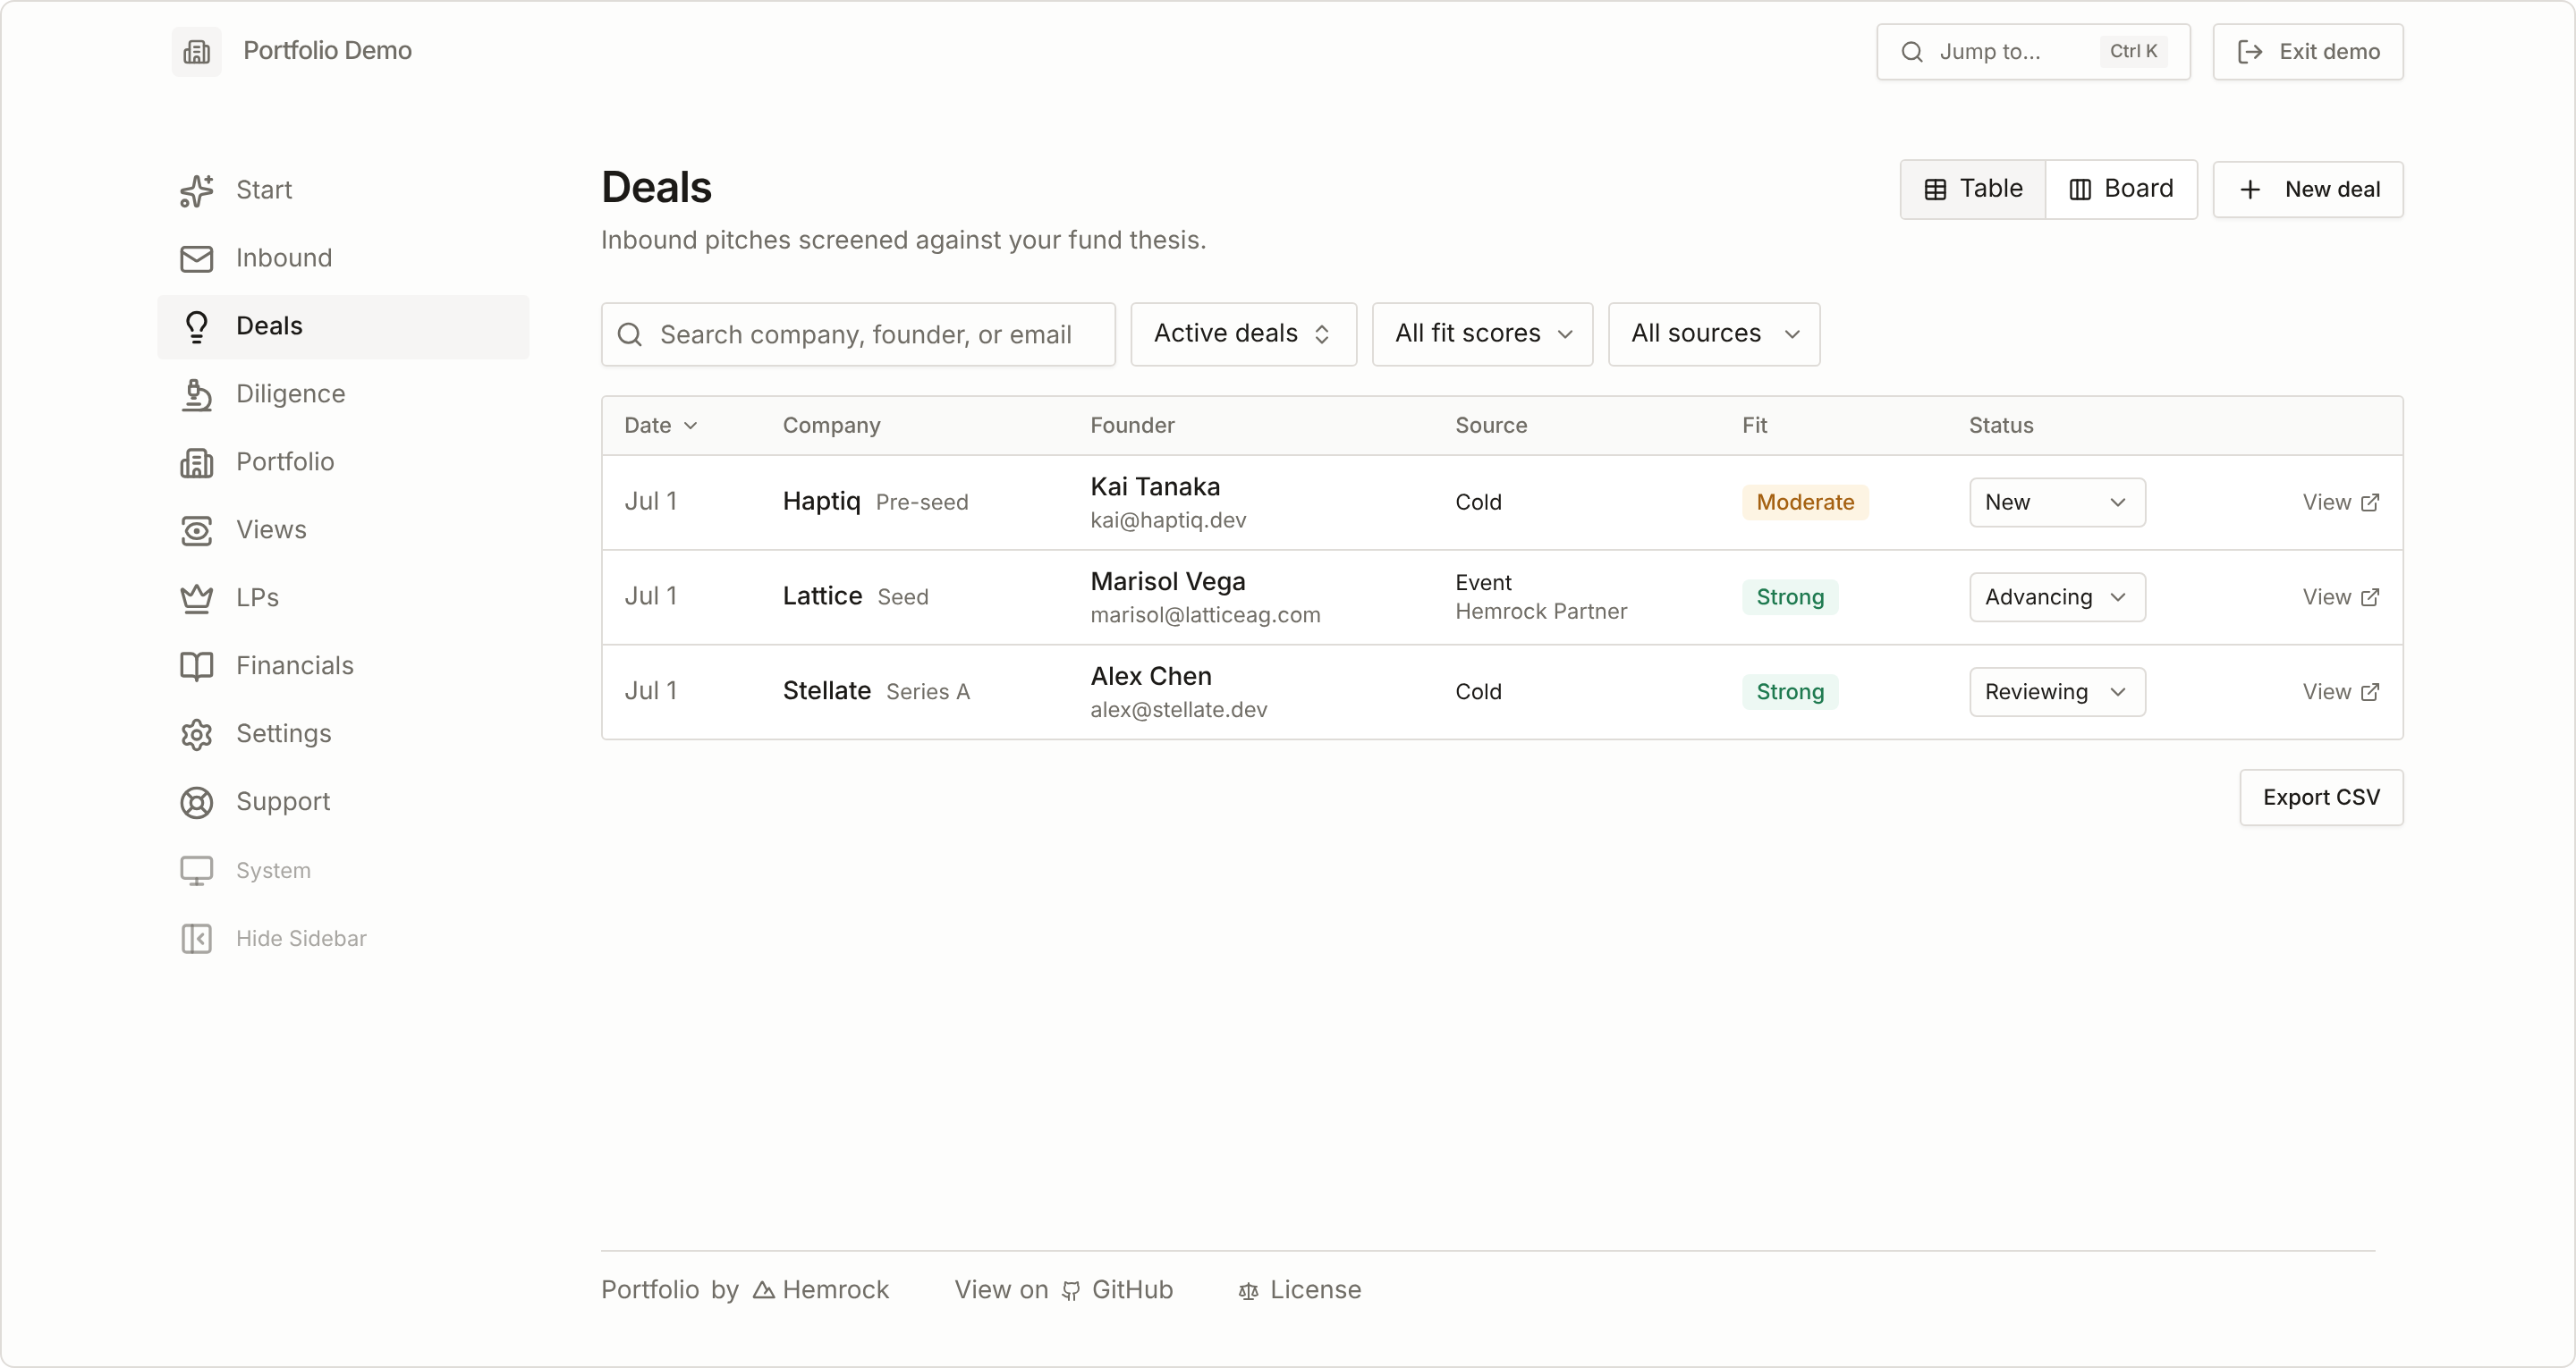 Portfolio Demo
Jump to... Ctrl K
Exit demo
Start
Inbound
Deals
Diligence
Portfolio
Views
LPs
Financials
Settings
Support
System
Hide Sidebar
Deals
Inbound pitches screened against your fund thesis.
Table Board
New deal
Search company, founder, or email
Active deals
All fit scores
All sources
Date Company Founder Source Fit Status
Jul 1 Haptiq Pre-seed Kai Tanaka Cold Moderate New View
kai@haptiq.dev
Jul 1 Lattice Seed Marisol Vega Event Strong Advancing View
marisol@latticeag.com Hemrock Partner
Jul 1 Stellate Series A Alex Chen Cold Strong Reviewing View
alex@stellate.dev
Export CSV
Portfolio by Hemrock View on GitHub License